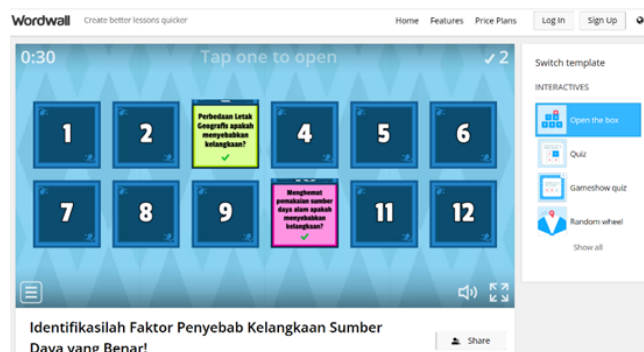 Wordwall Create better lessons quicker Home Features Price Plans Log In Sign Up
0:30 Tap one to open ✓ 2
Switch template
INTERACTIVES
Open the box
Quiz
Gameshow quiz
Random wheel
Show all
1 2
Perbedaan Letak
Geografis apakah
menyebabkan
kelangkaan?
4 5 6
7 8 9
Menghemat
pemakaian sumber
daya alam apakah
menyebabkan
kelangkaan?
11 12
Identifikasilah Faktor Penyebab Kelangkaan Sumber
Daya yang Benar!
Share